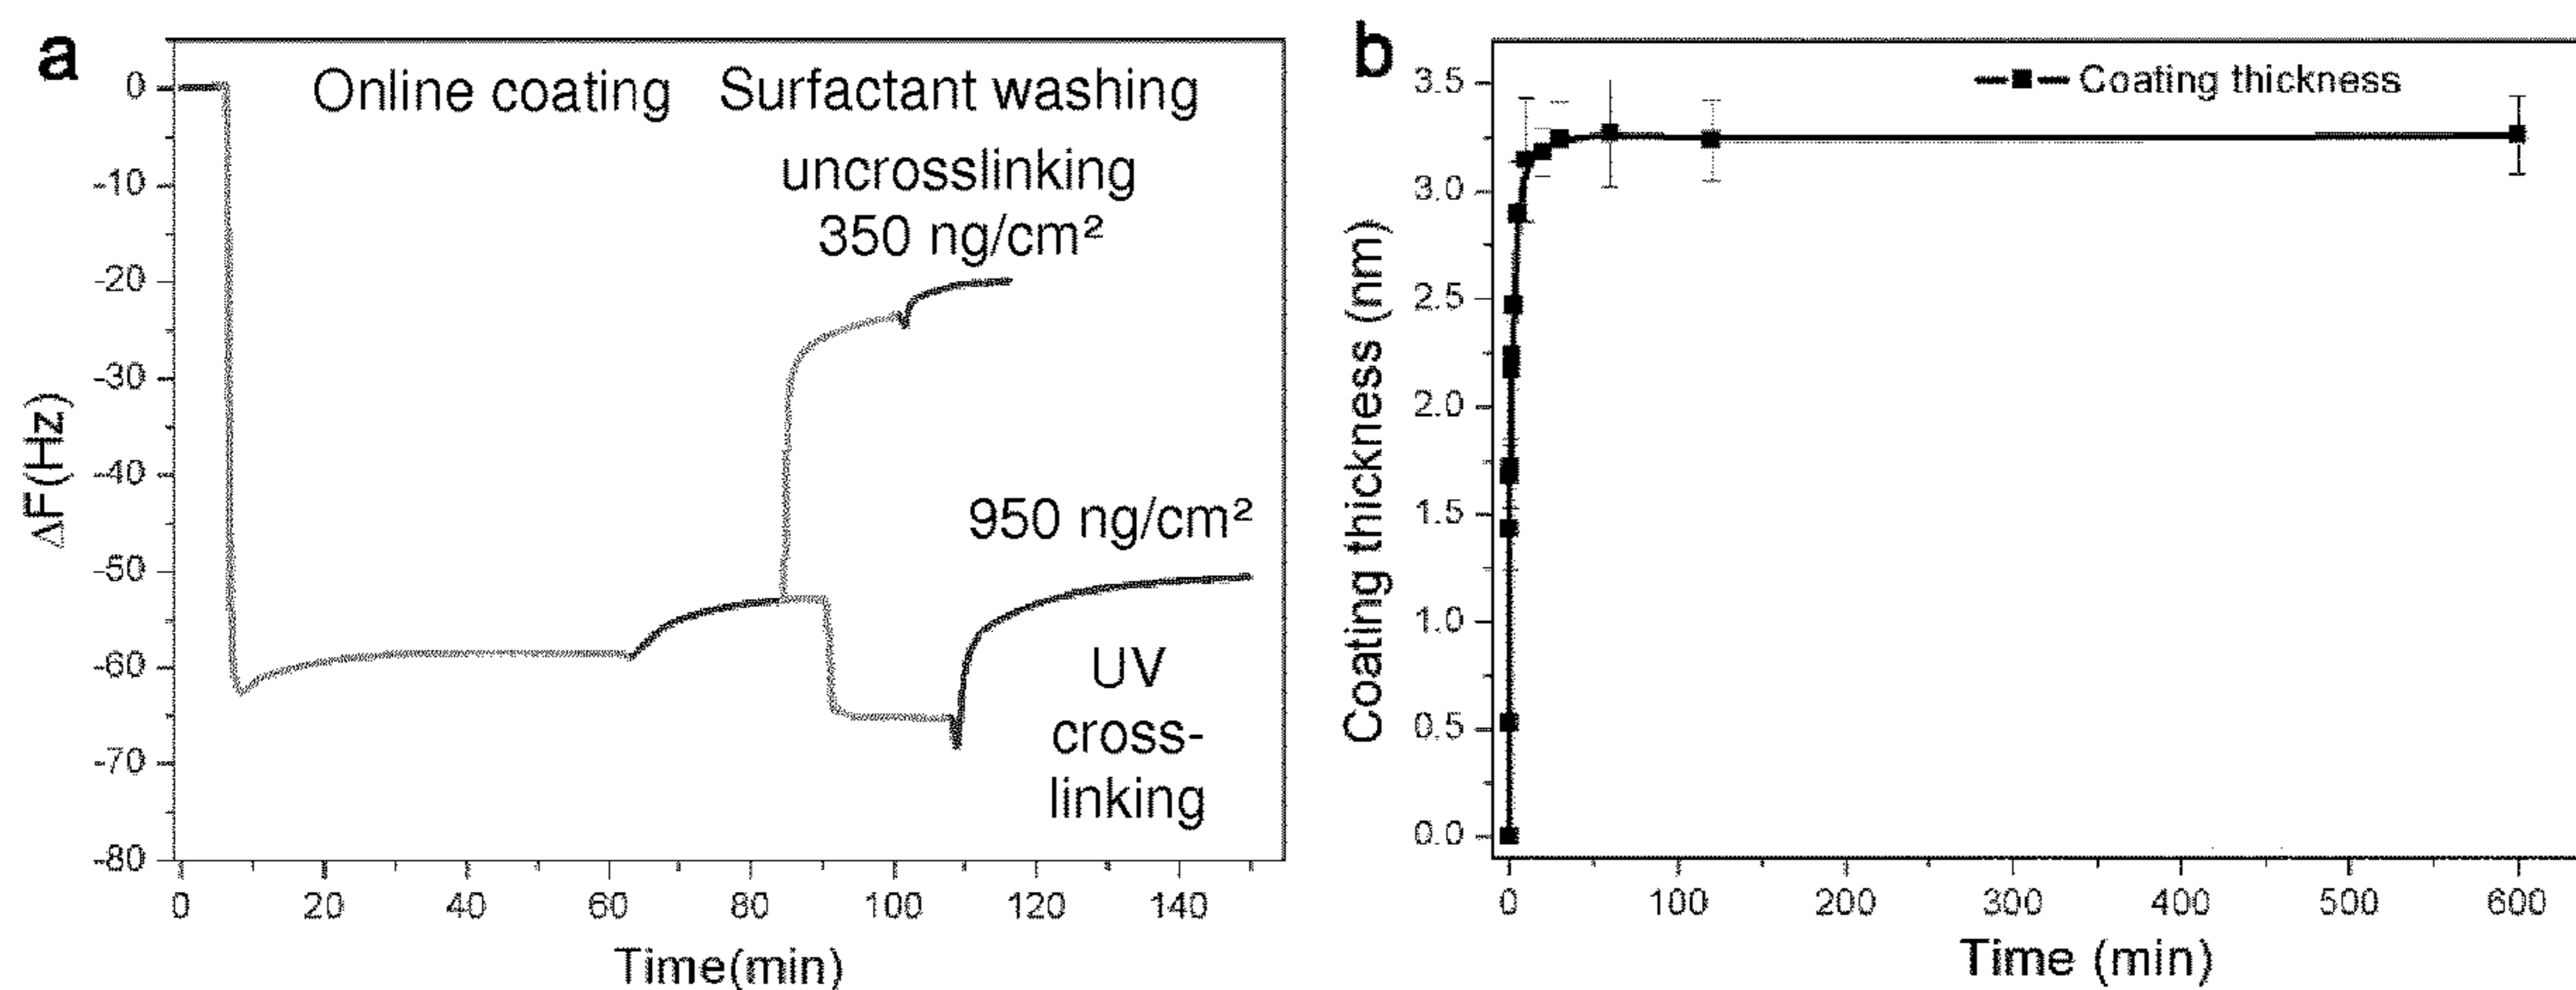 a
Online coating
Surfactant washing
uncrosslinking
350 ng/cm²
950 ng/cm²
UV
cross-
linking
0
-10
-20
-30
-40
-50
-60
-70
-80
ΔF(Hz)
0
20
40
60
80
100
120
140
Time(min)
b
Coating thickness
3.5
3.0
2.5
2.0
1.5
1.0
0.5
0.0
Coating thickness (nm)
0
100
200
300
400
500
600
Time (min)